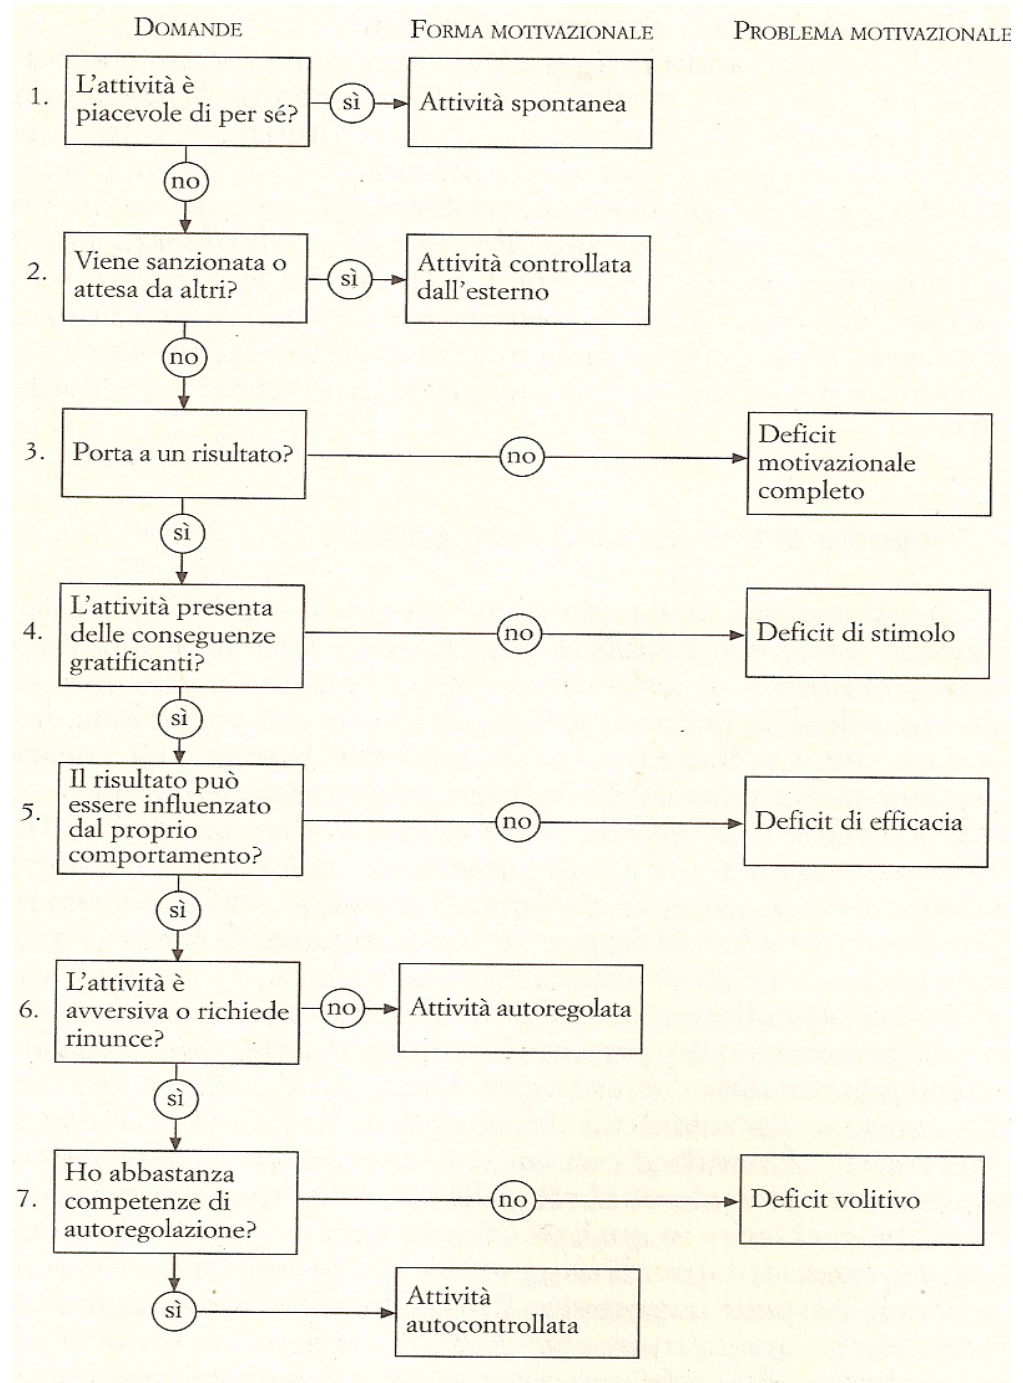 DOMANDE
FORMA MOTIVAZIONALE
PROBLEMA MOTIVAZIONALE
1.
L'attività è
piacevole di per sé?
sì
Attività spontanea
no
2.
Viene sanzionata o
attesa da altri?
sì
Attività controllata
dall'esterno
no
3.
Porta a un risultato?
no
Deficit
motivazionale
completo
sì
4.
L'attività presenta
delle conseguenze
gratificanti?
no
Deficit di stimolo
sì
5.
Il risultato può
essere influenzato
dal proprio
comportamento?
no
Deficit di efficacia
sì
6.
L'attività è
avversiva o richiede
rinunce?
no
Attività autoregolata
sì
7.
Ho abbastanza
competenze di
autoregolazione?
no
Deficit volitivo
sì
Attività
autocontrollata